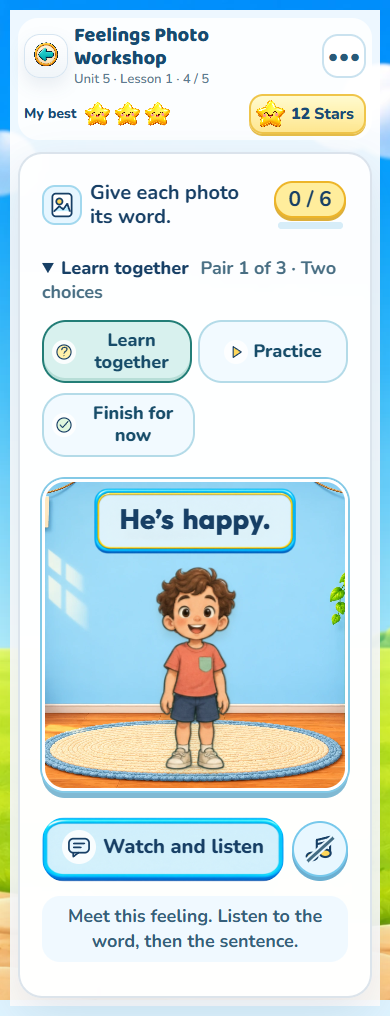 Feelings Photo
Workshop
Unit 5 · Lesson 1 · 4 / 5
My best
12 Stars
Give each photo
its word.
0 / 6
▼ Learn together Pair 1 of 3 · Two
choices
Learn
together
Practice
Finish for
now
He’s happy.
Watch and listen
Meet this feeling. Listen to the
word, then the sentence.